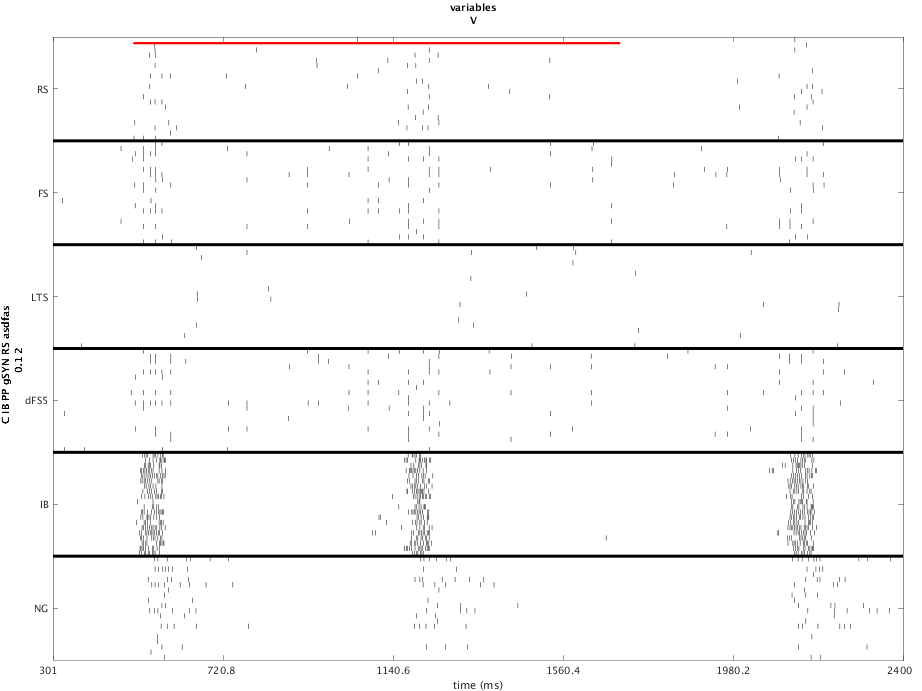 variables
V
RS
FS
LTS
dFS5
IB
NG
C IB PP gSYN RS asdfas
0.1 2
301
720.8
1140.6
1560.4
1980.2
2400
time (ms)